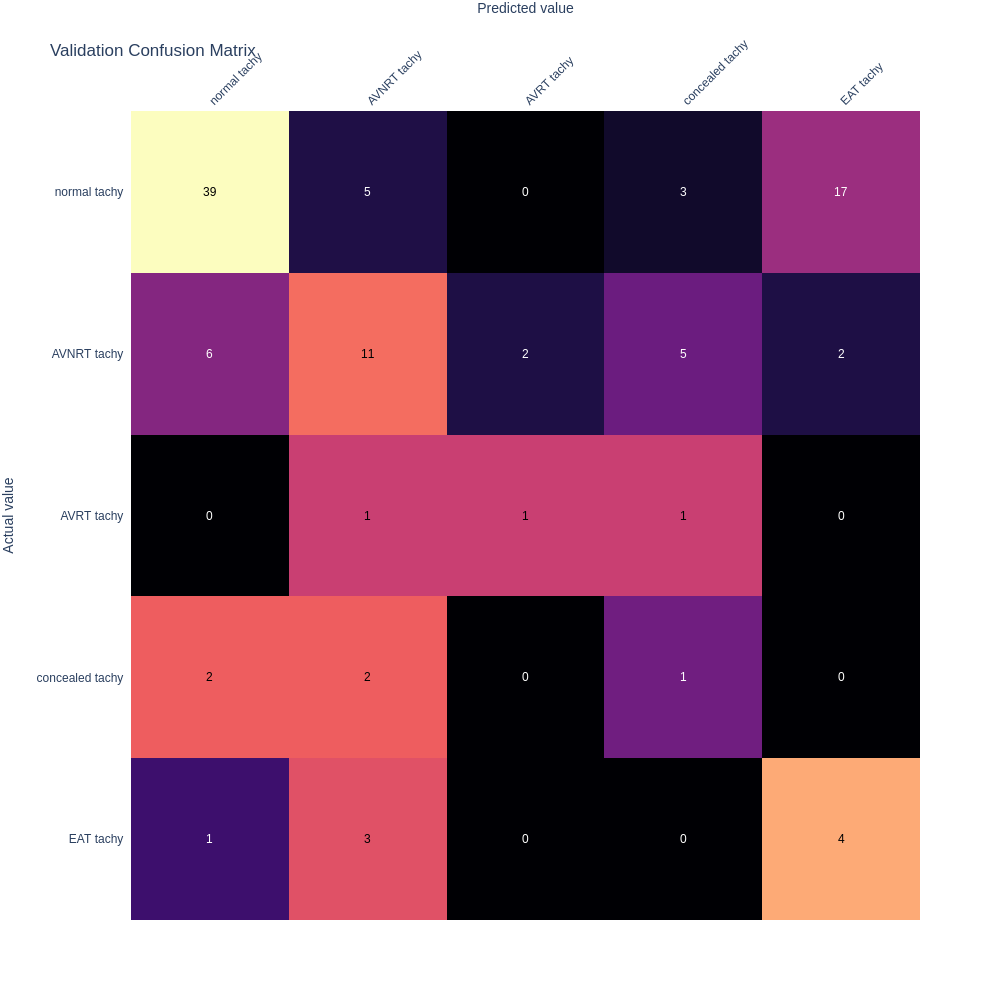 Predicted value
Validation Confusion Matrix
normal tachy AVNRT tachy AVRT tachy concealed tachy EAT tachy
normal tachy 39 5 0 3 17
AVNRT tachy 6 11 2 5 2
Actual value
AVRT tachy 0 1 1 1 0
concealed tachy 2 2 0 1 0
EAT tachy 1 3 0 0 4